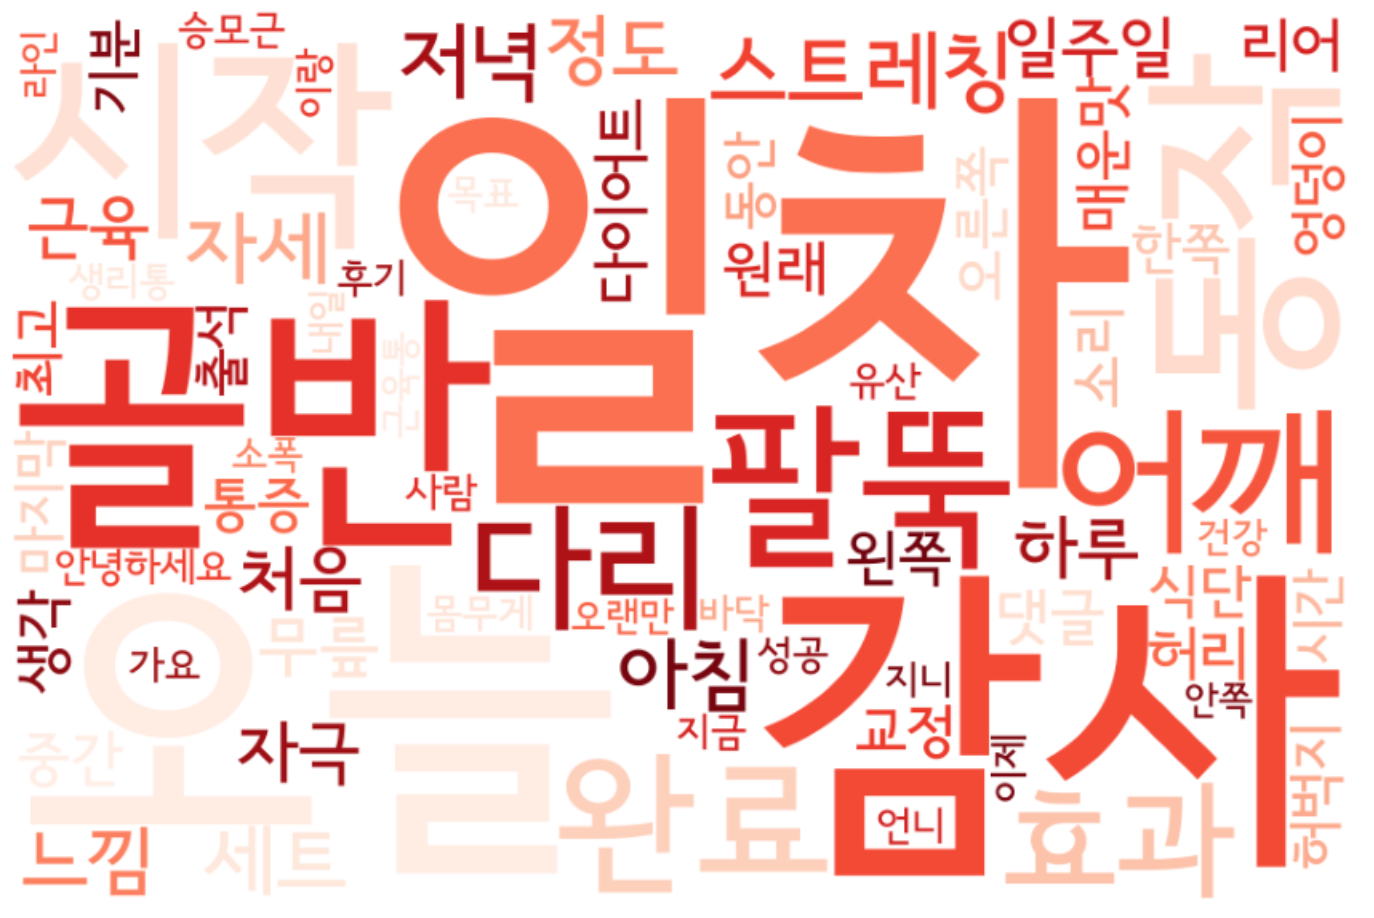 라인
기분
승모근
이랑
저녁
정도
스트레칭
일주일
리어
시작
일차
동작
매운맛
엉덩이
다이어트
동안
오른쪽
목표
근육
자세
원래
한쪽
생리통
후기
내일
최고
출석
골반
근육통
소리
유산
팔뚝
어깨
마지막
소폭
통증
사람
다리
왼쪽
하루
건강
안녕하세요
처음
생각
오늘
가요
무릎
몸무게
오랜만
바닥
댓글
식단
시간
허리
아침
성공
감사
지니
안쪽
지금
교정
이제
중간
자극
완료
언니
효과
허벅지
느낌
세트